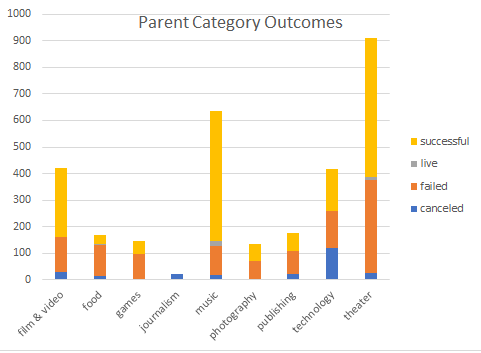 Parent Category Outcomes
1000
900
800
700
600
500
400
300
200
100
0
film & video
food
games
journalism
music
photography
publishing
technology
theater
successful
live
failed
canceled